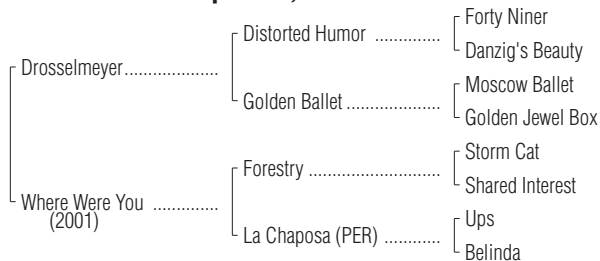 Forty Niner
Distorted Humor ..............
Danzig's Beauty
Drosselmeyer.....................
Moscow Ballet
Golden Ballet .....................
Golden Jewel Box
Storm Cat
Forestry ............................
Shared Interest
Where Were You ..............
(2001)
Ups
La Chaposa (PER) ............
Belinda